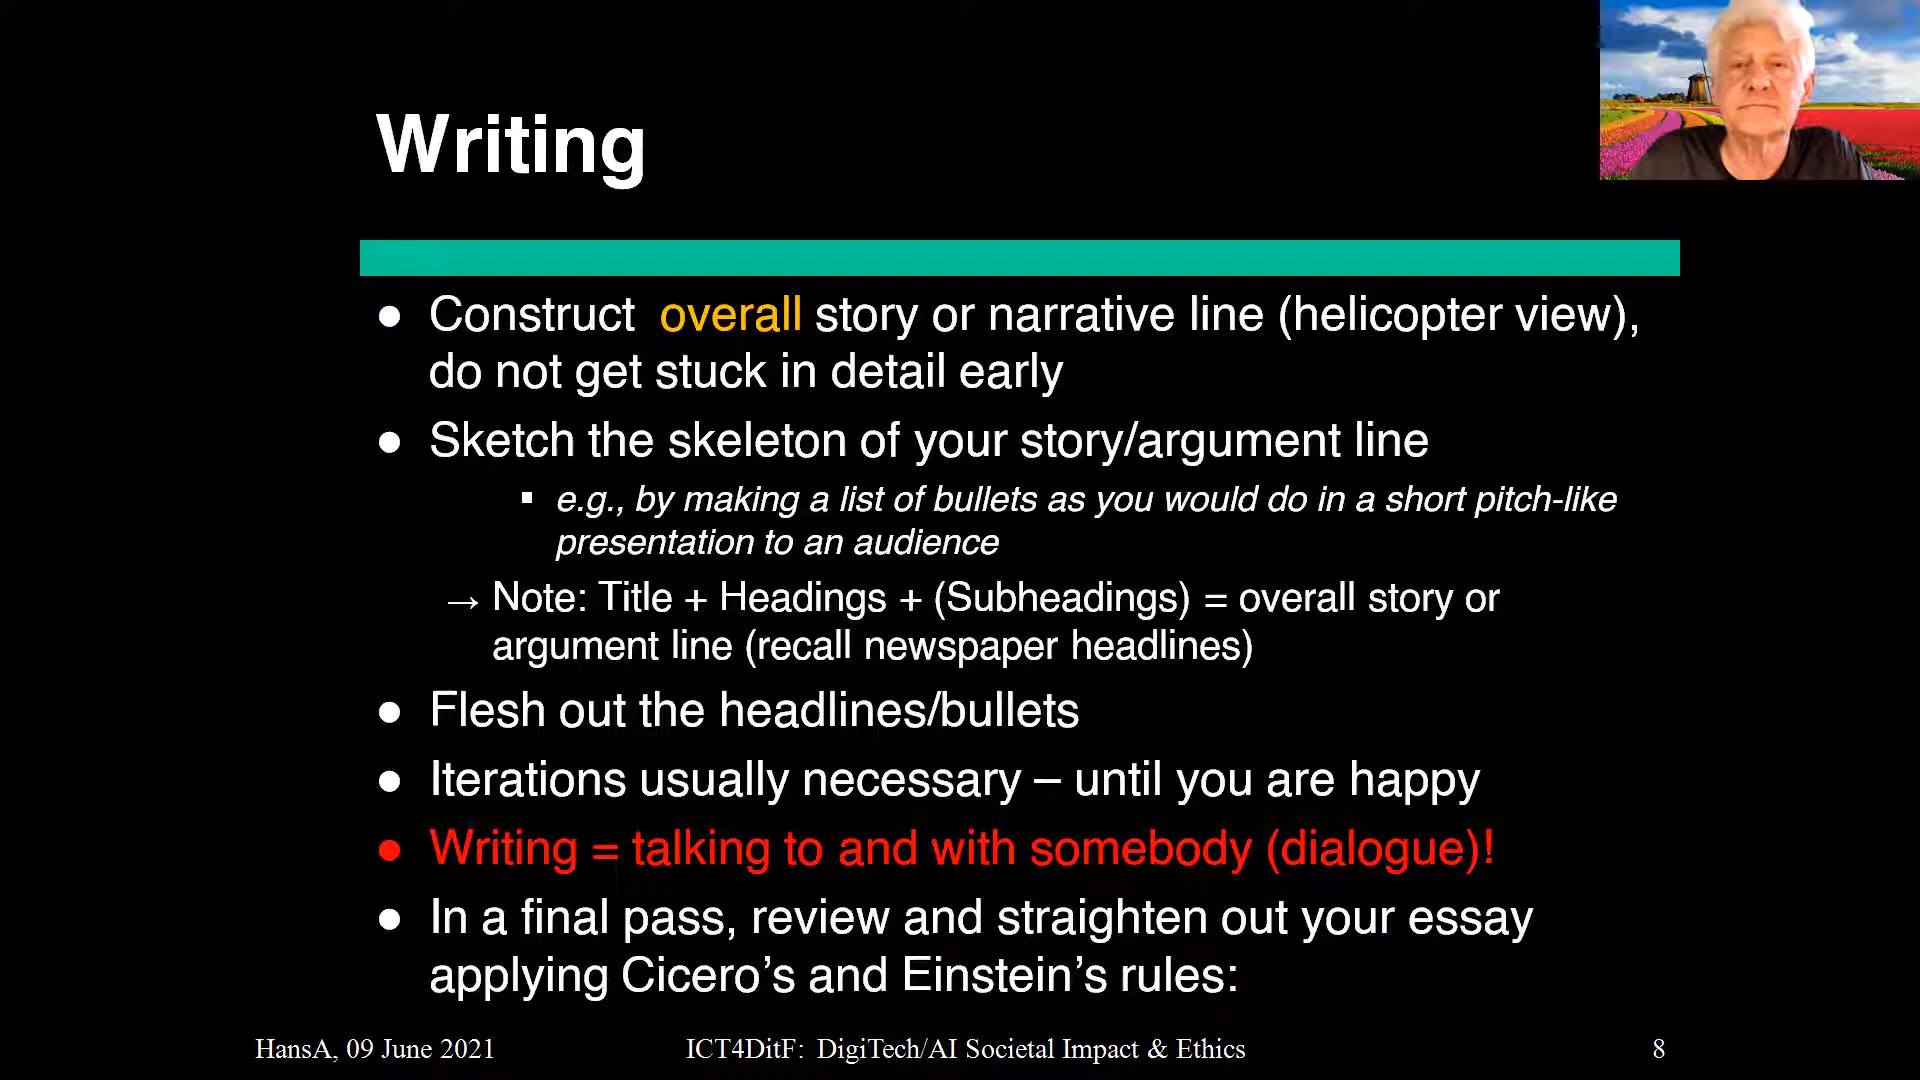 Writing
● Construct overall story or narrative line (helicopter view),
do not get stuck in detail early
● Sketch the skeleton of your story/argument line
▪ e.g., by making a list of bullets as you would do in a short pitch-like
presentation to an audience
→ Note: Title + Headings + (Subheadings) = overall story or
argument line (recall newspaper headlines)
● Flesh out the headlines/bullets
● Iterations usually necessary – until you are happy
● Writing = talking to and with somebody (dialogue)!
● In a final pass, review and straighten out your essay
applying Cicero’s and Einstein’s rules:
HansA, 09 June 2021 ICT4DitF: DigiTech/AI Societal Impact & Ethics 8